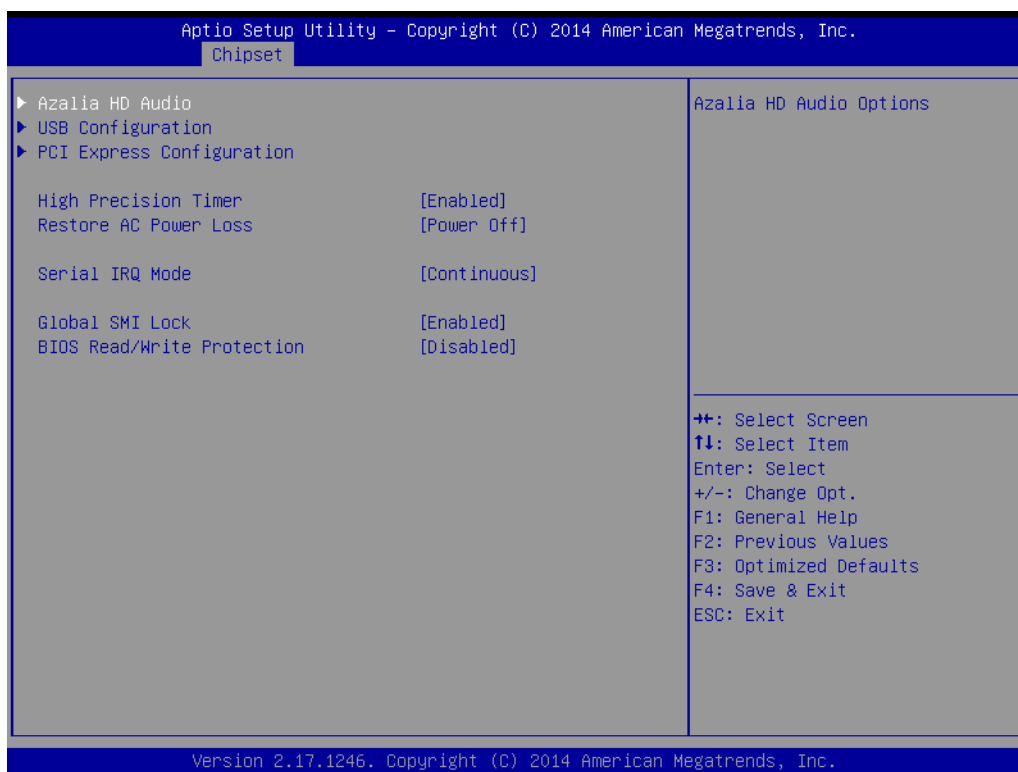 Aptio Setup Utility – Copyright (C) 2014 American Megatrends, Inc.
Chipset
▶ Azalia HD Audio
▶ USB Configuration
▶ PCI Express Configuration
High Precision Timer [Enabled]
Restore AC Power Loss [Power Off]
Serial IRQ Mode [Continuous]
Global SMI Lock [Enabled]
BIOS Read/Write Protection [Disabled]
Azalia HD Audio Options
→←: Select Screen
↑↓: Select Item
Enter: Select
+/-: Change Opt.
F1: General Help
F2: Previous Values
F3: Optimized Defaults
F4: Save & Exit
ESC: Exit
Version 2.17.1246. Copyright (C) 2014 American Megatrends, Inc.